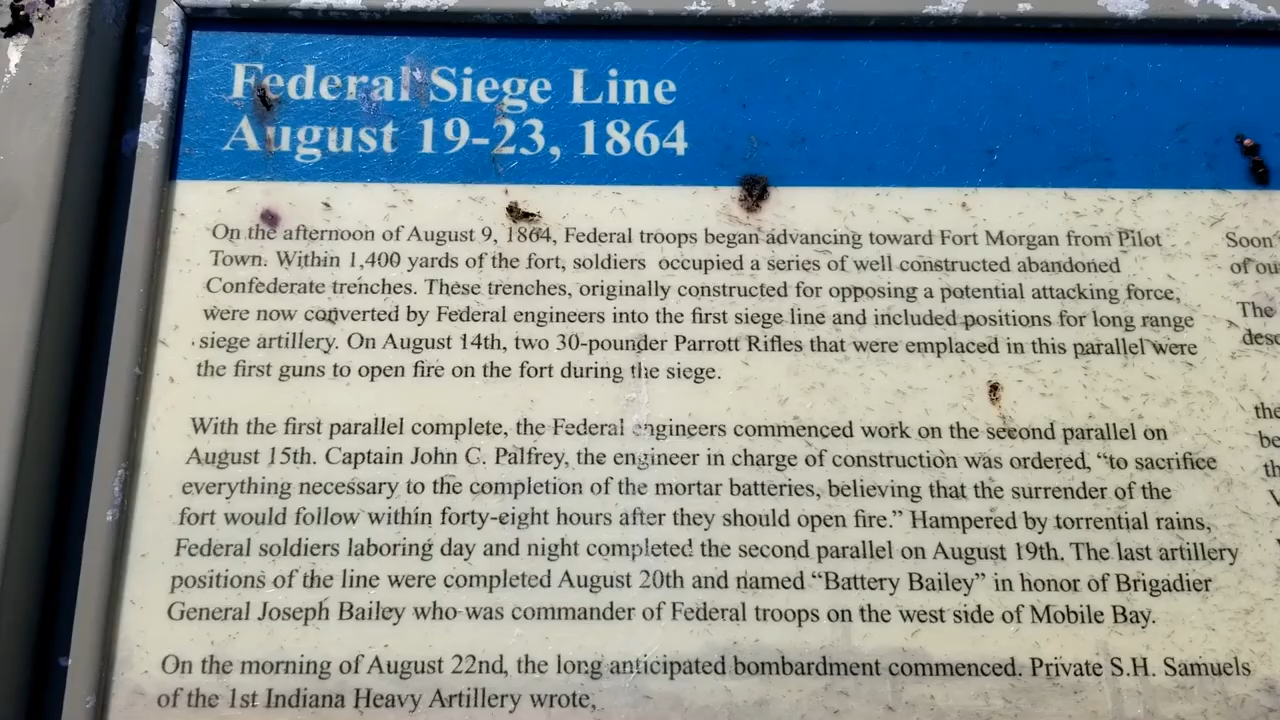 Federal Siege Line
August 19-23, 1864
On the afternoon of August 9, 1864, Federal troops began advancing toward Fort Morgan from Pilot
Town. Within 1,400 yards of the fort, soldiers occupied a series of well constructed abandoned
Confederate trenches. These trenches, originally constructed for opposing a potential attacking force,
were now converted by Federal engineers into the first siege line and included positions for long range
siege artillery. On August 14th, two 30-pounder Parrott Rifles that were emplaced in this parallel were
the first guns to open fire on the fort during the siege.
With the first parallel complete, the Federal engineers commenced work on the second parallel on
August 15th. Captain John C. Palfrey, the engineer in charge of construction was ordered, “to sacrifice
everything necessary to the completion of the mortar batteries, believing that the surrender of the
fort would follow within forty-eight hours after they should open fire.” Hampered by torrential rains,
Federal soldiers laboring day and night completed the second parallel on August 19th. The last artillery
positions of the line were completed August 20th and named “Battery Bailey” in honor of Brigadier
General Joseph Bailey who was commander of Federal troops on the west side of Mobile Bay.
On the morning of August 22nd, the long anticipated bombardment commenced. Private S.H. Samuels
of the 1st Indiana Heavy Artillery wrote,
Soon
of ou
The
desc
the
be
th